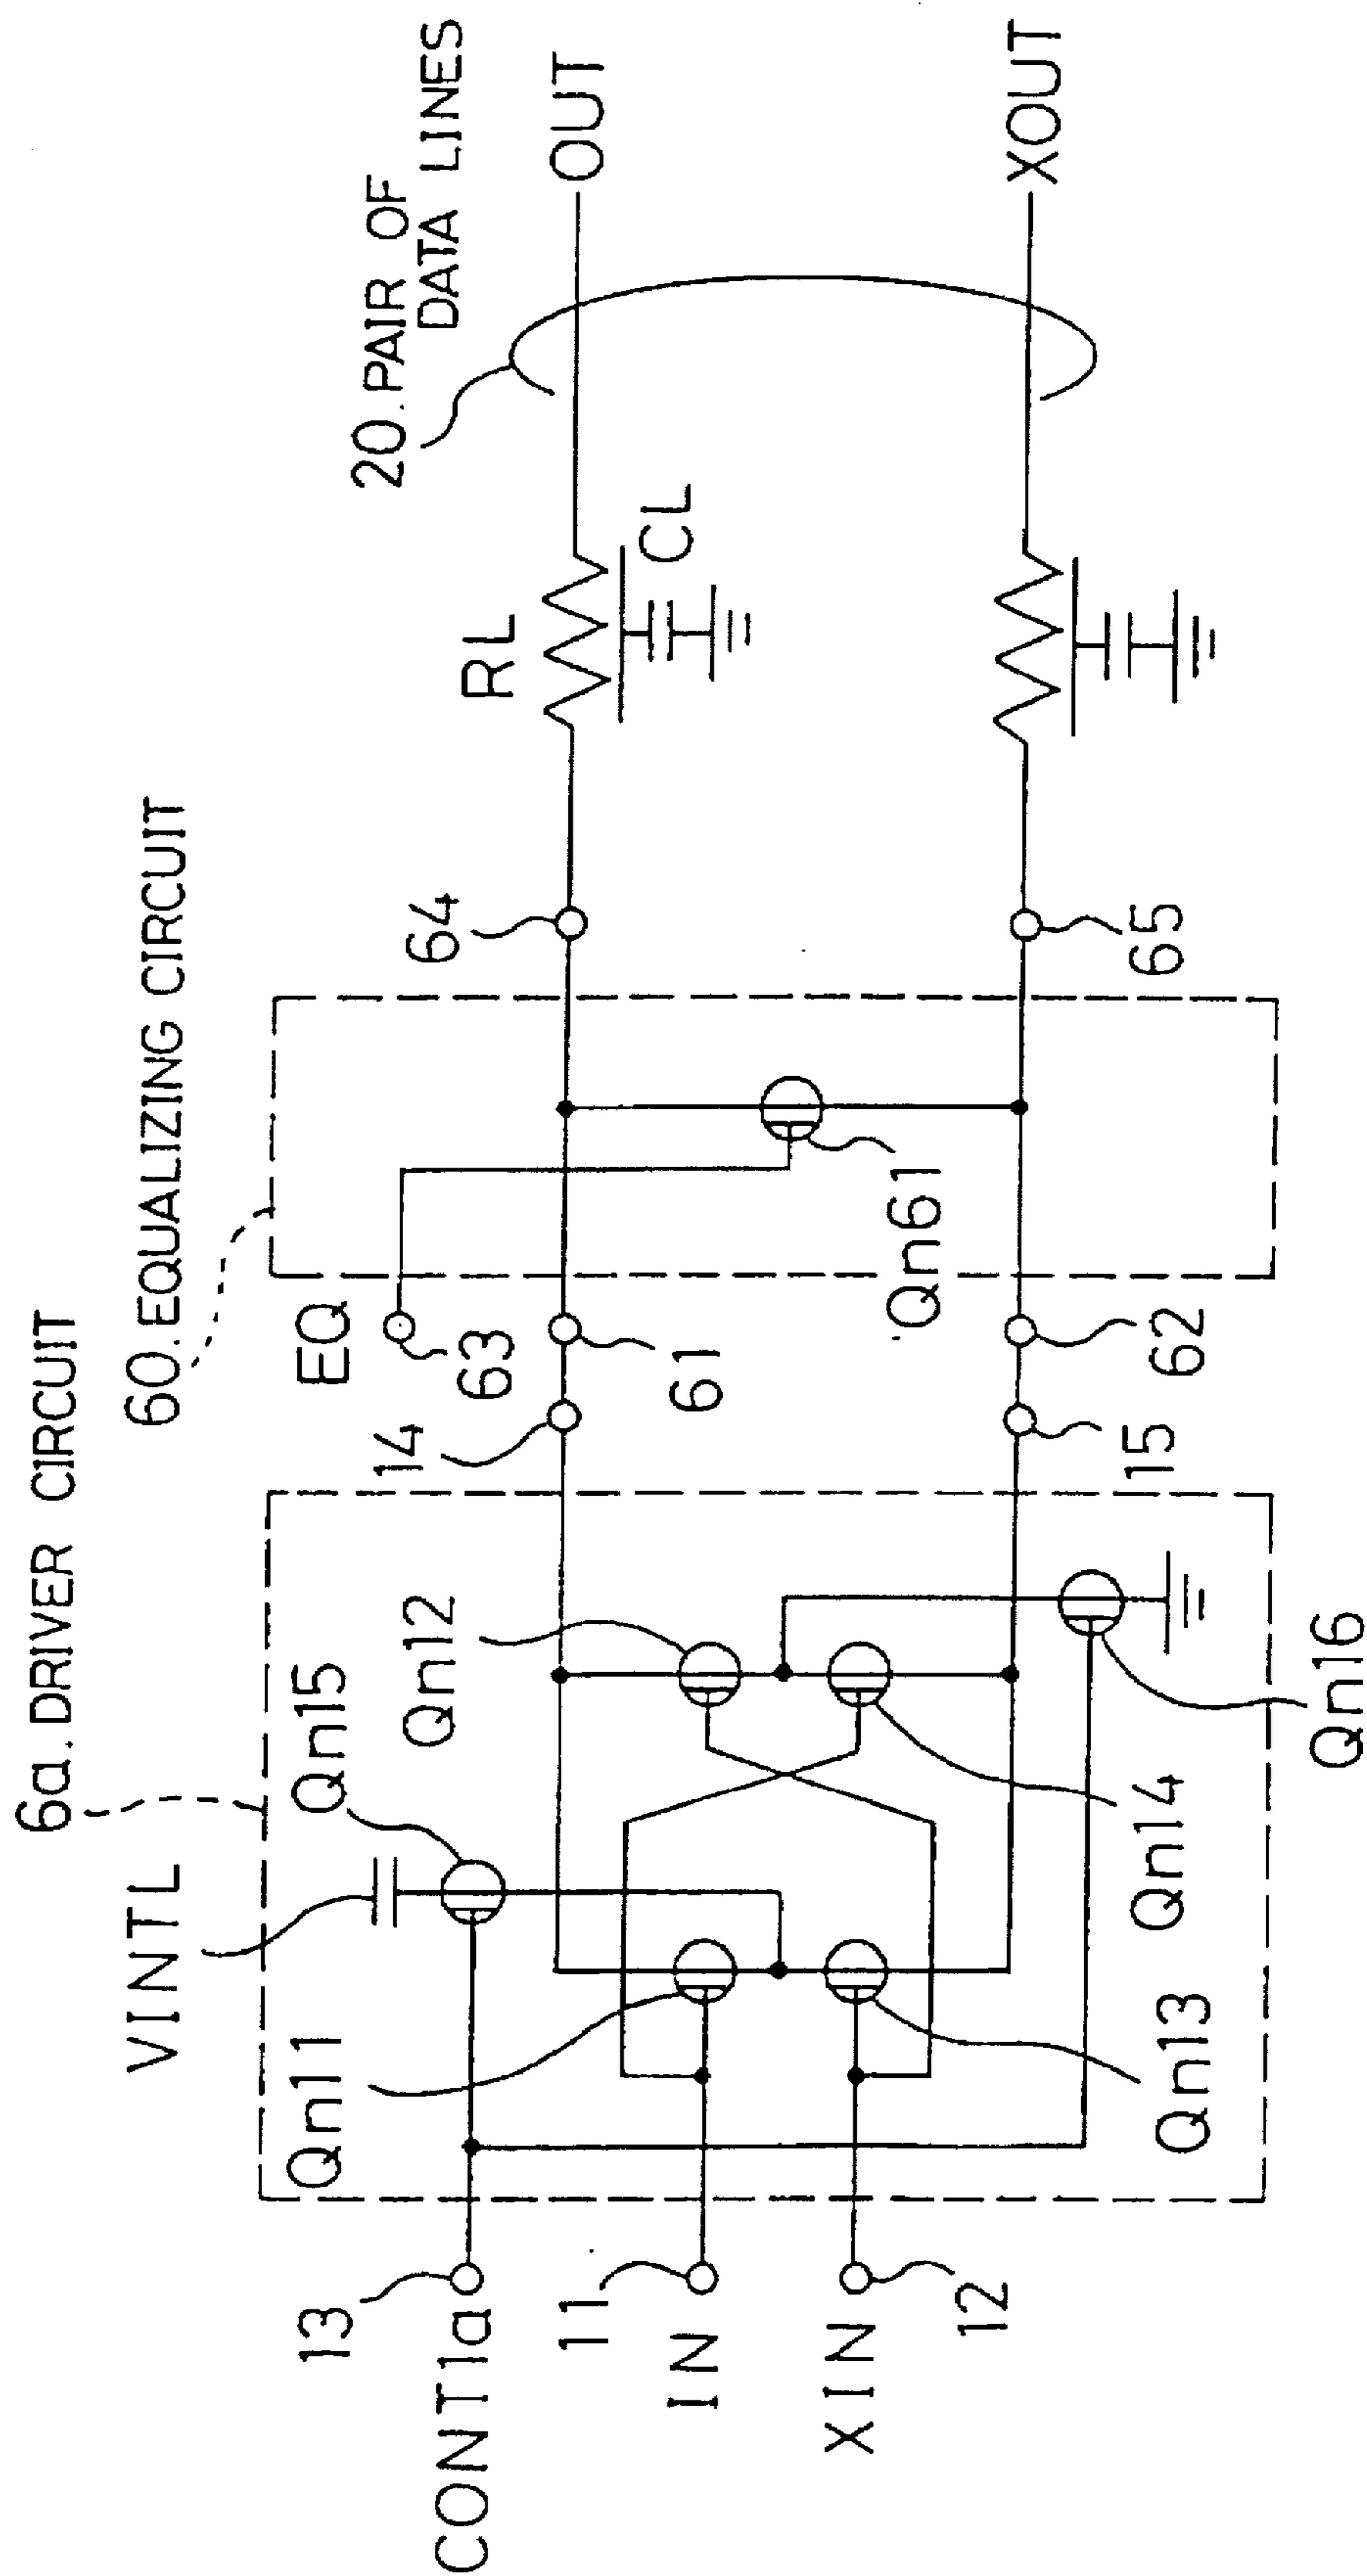 6a.DRIVER CIRCUIT
60.EQUALIZING CIRCUIT
20.PAIR OF
DATA LINES
VINTL
Qn15
Qn12
14
EQ
63
64
RL
CL
OUT
13
CONT1a
Qn11
61
11
IN
XIN
12
Qn13
Qn14
Qn16
15
62
Qn61
65
XOUT